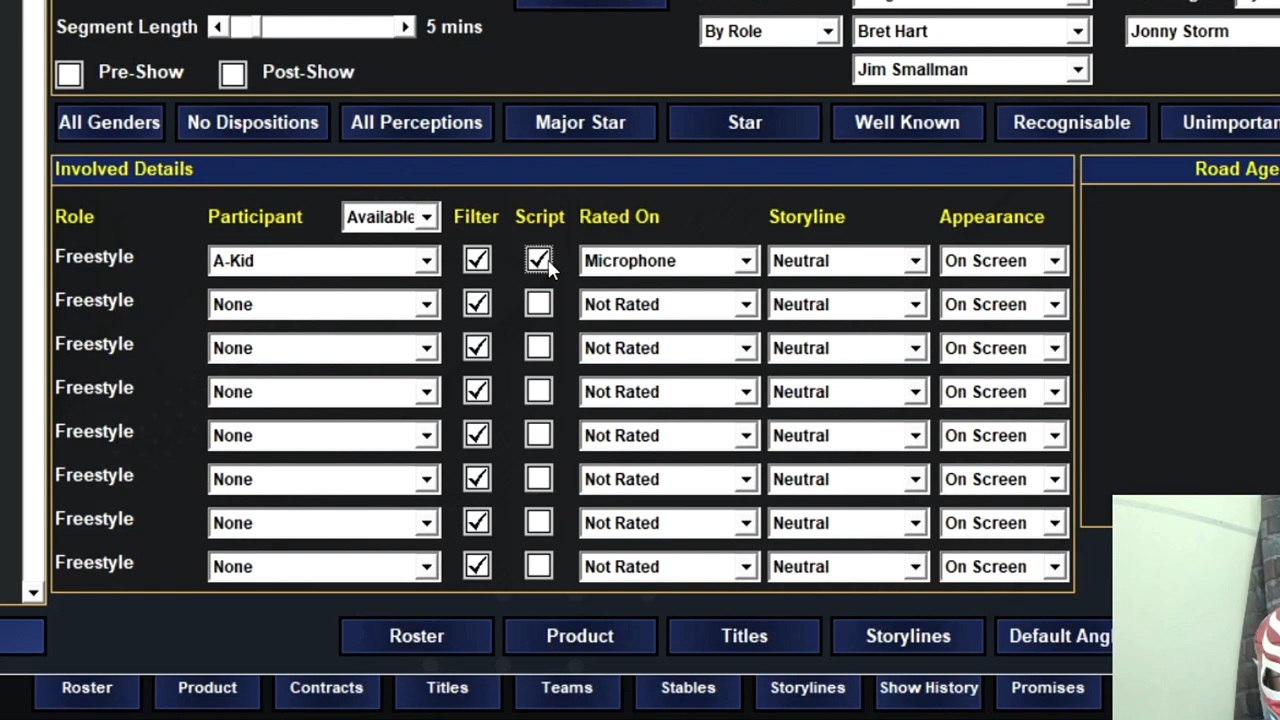 Segment Length 5 mins
By Role Bret Hart Jonny Storm
Pre-Show Post-Show Jim Smallman
All Genders No Dispositions All Perceptions Major Star Star Well Known Recognisable Unimportan
Involved Details Road Age
Role Participant Available Filter Script Rated On Storyline Appearance
Freestyle A-Kid Microphone Neutral On Screen
Freestyle None Not Rated Neutral On Screen
Freestyle None Not Rated Neutral On Screen
Freestyle None Not Rated Neutral On Screen
Freestyle None Not Rated Neutral On Screen
Freestyle None Not Rated Neutral On Screen
Freestyle None Not Rated Neutral On Screen
Freestyle None Not Rated Neutral On Screen
Roster Product Titles Storylines Default Angl
Roster Product Contracts Titles Teams Stables Storylines Show History Promises